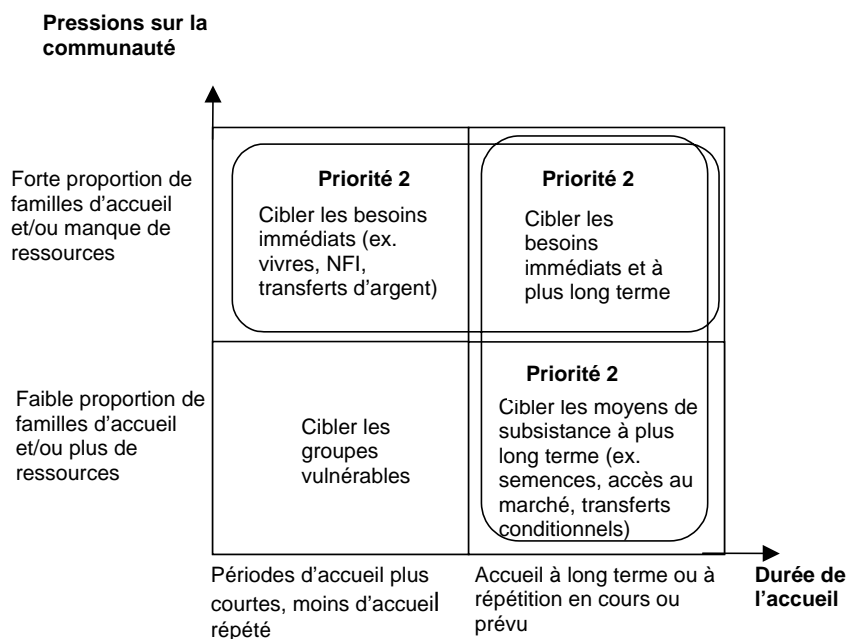 Pressions sur la
communauté
Forte proportion de
familles d'accueil
et/ou manque de
ressources
Priorité 2
Cibler les besoins
immédiats (ex.
vivres, NFI,
transferts d'argent)
Priorité 2
Cibler les
besoins
immédiats et à
plus long terme
Faible proportion de
familles d'accueil
et/ou plus de
ressources
Cibler les
groupes
vulnérables
Priorité 2
Cibler les moyens de
subsistance à plus
long terme (ex.
semences, accès au
marché, transferts
conditionnels)
Périodes d'accueil plus
courtes, moins d'accueil
répété
Accueil à long terme ou à
répétition en cours ou
prévu
Durée de
l'accueil